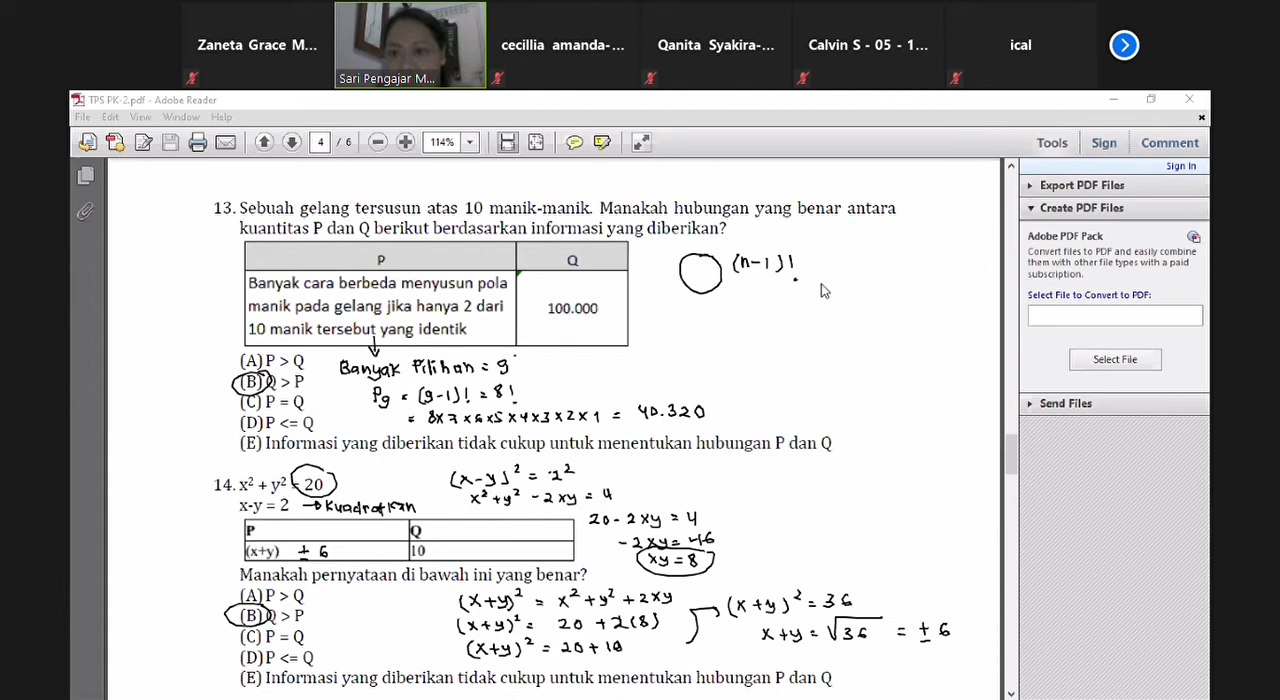 Zaneta Grace M...
Sari Pengajar M...
cecillia amanda-...
Qanita Syakira-...
Calvin S - 05 - 1...
ical
TPS PK-2.pdf - Adobe Reader
File Edit View Window Help
4 / 6 114% Tools Sign Comment
Sign In
Export PDF Files
Create PDF Files
Adobe PDF Pack
Convert files to PDF and easily combine
them with other file types with a paid
subscription.
Select File to Convert to PDF:
Select File
Send Files
13. Sebuah gelang tersusun atas 10 manik-manik. Manakah hubungan yang benar antara
kuantitas P dan Q berikut berdasarkan informasi yang diberikan?
P Q
Banyak cara berbeda menyusun pola
manik pada gelang jika hanya 2 dari
10 manik tersebut yang identik
100.000
(n-1)!
(A) P > Q
(B) Q > P
(C) P = Q
(D) P <= Q
(E) Informasi yang diberikan tidak cukup untuk menentukan hubungan P dan Q
Banyak Pilihan = 9
P9 = (9-1)! = 8!
= 8x7x6x5x4x3x2x1 = 40.320
14. x² + y² = 20
x-y = 2 → Kuadratkan
P Q
(x+y) ± 6 10
(x-y)² = 2²
x²+y² -2xy = 4
20 - 2xy = 4
-2xy = -16
xy = 8
Manakah pernyataan di bawah ini yang benar?
(A) P > Q
(B) Q > P
(C) P = Q
(D) P <= Q
(E) Informasi yang diberikan tidak cukup untuk menentukan hubungan P dan Q
(x+y)² = x²+y²+2xy
(x+y)² = 20 +2(8)
(x+y)² = 20+16
(x+y)² = 36
x+y = √36 = ± 6